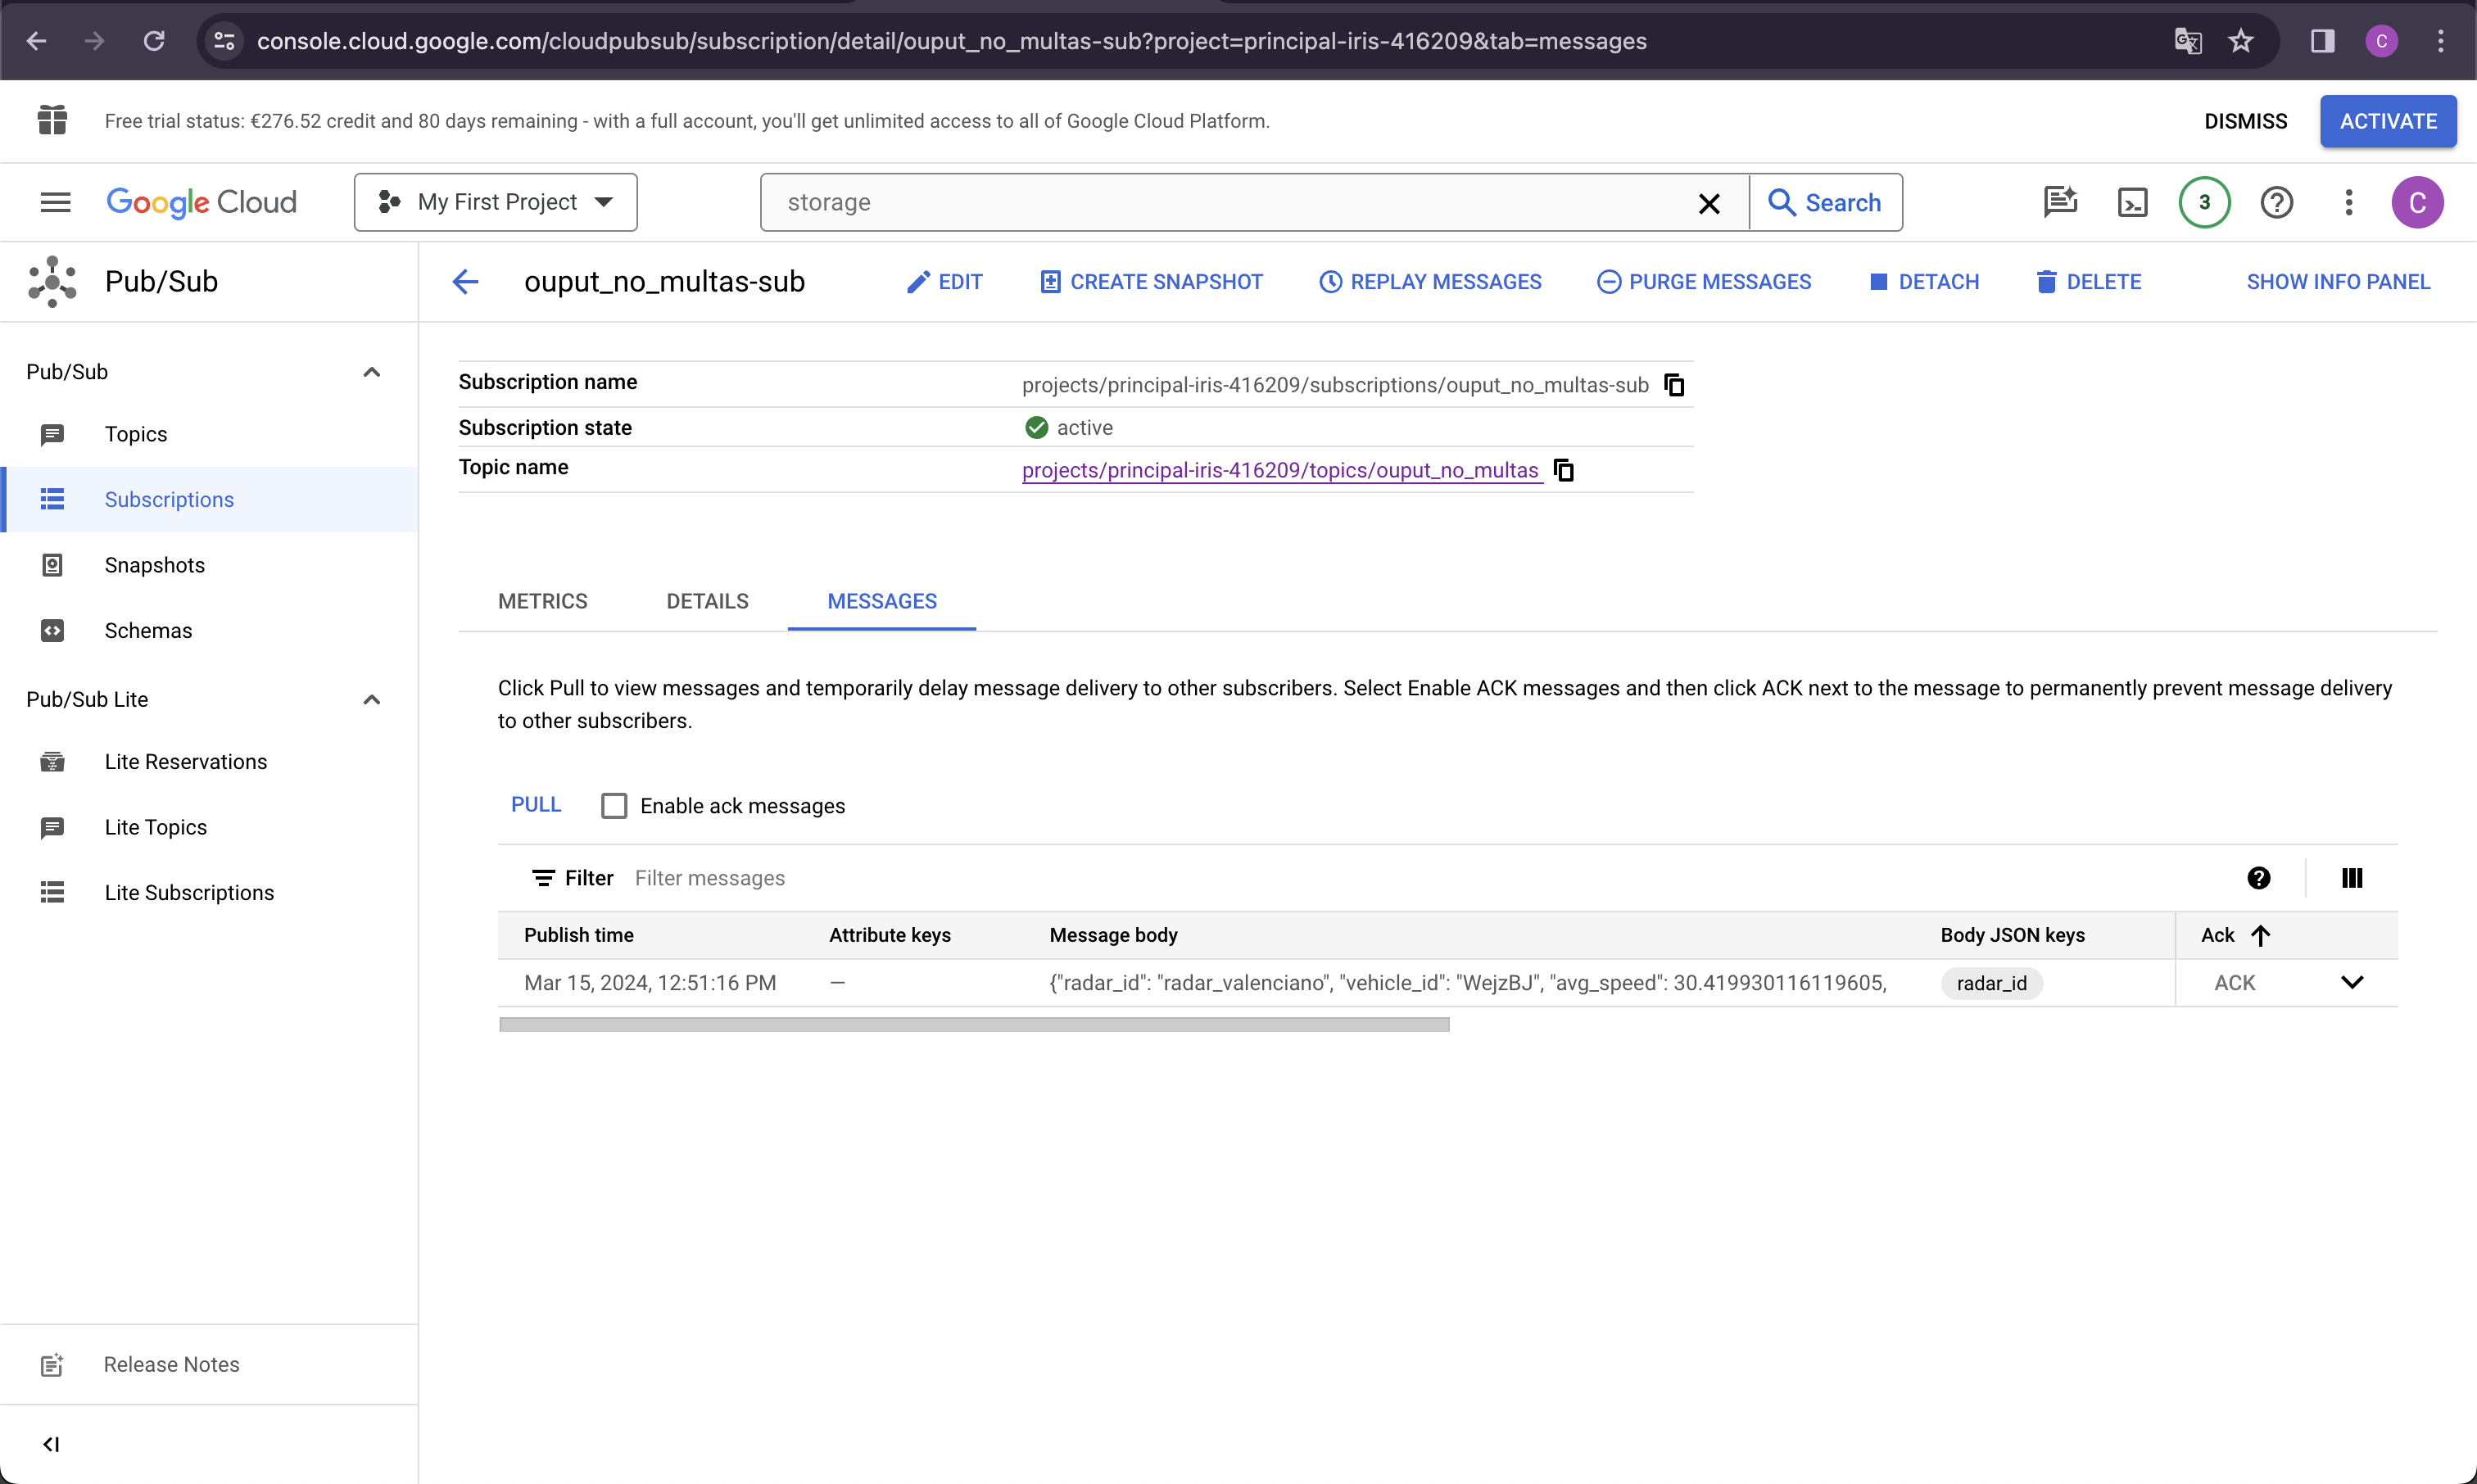 console.cloud.google.com/cloudpubsub/subscription/detail/ouput_no_multas-sub?project=principal-iris-416209&tab=messages
C
Free trial status: €276.52 credit and 80 days remaining - with a full account, you'll get unlimited access to all of Google Cloud Platform.
DISMISS
ACTIVATE
Google Cloud
My First Project
storage
Search
3
C
Pub/Sub
ouput_no_multas-sub
EDIT
CREATE SNAPSHOT
REPLAY MESSAGES
PURGE MESSAGES
DETACH
DELETE
SHOW INFO PANEL
Pub/Sub
Topics
Subscriptions
Snapshots
Schemas
Pub/Sub Lite
Lite Reservations
Lite Topics
Lite Subscriptions
Release Notes
Subscription name projects/principal-iris-416209/subscriptions/ouput_no_multas-sub
Subscription state active
Topic name projects/principal-iris-416209/topics/ouput_no_multas
METRICS DETAILS MESSAGES
Click Pull to view messages and temporarily delay message delivery to other subscribers. Select Enable ACK messages and then click ACK next to the message to permanently prevent message delivery
to other subscribers.
PULL Enable ack messages
Filter Filter messages
Publish time Attribute keys Message body Body JSON keys Ack
Mar 15, 2024, 12:51:16 PM — {"radar_id": "radar_valenciano", "vehicle_id": "WejzBJ", "avg_speed": 30.419930116119605, radar_id ACK